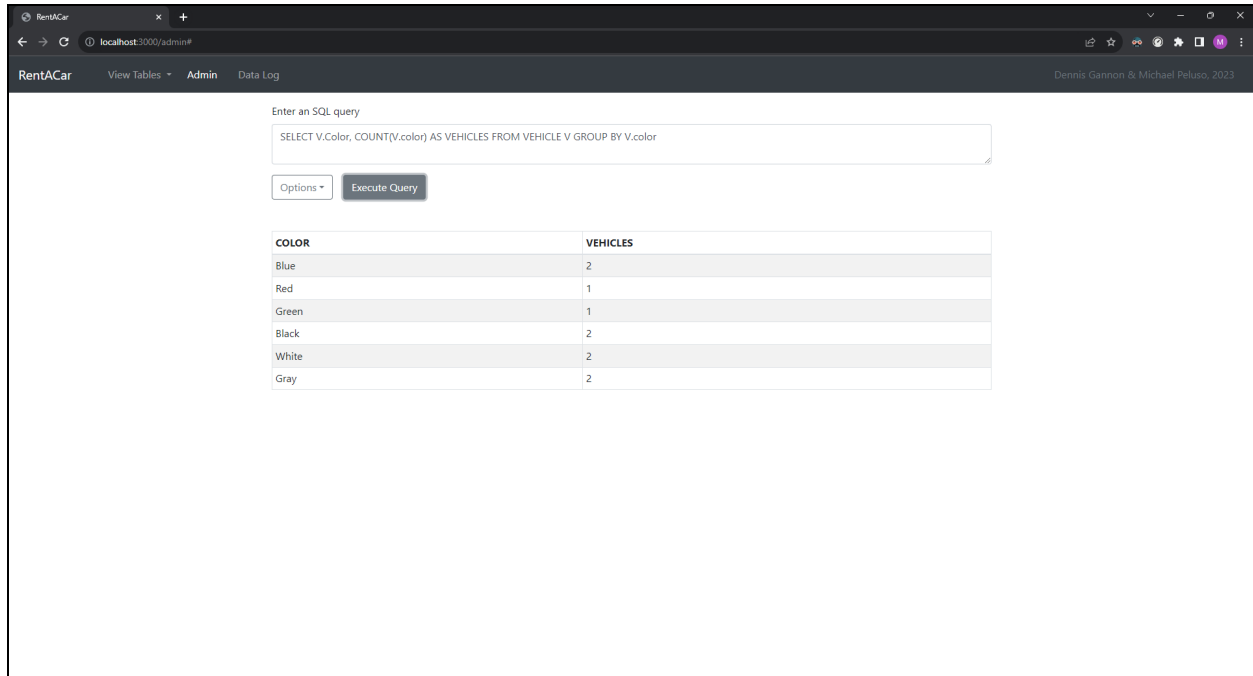 RentACar
localhost:3000/admin#
M
RentACar View Tables Admin Data Log Dennis Gannon & Michael Peluso, 2023
Enter an SQL query
SELECT V.Color, COUNT(V.color) AS VEHICLES FROM VEHICLE V GROUP BY V.color
Options Execute Query
COLOR VEHICLES
Blue 2
Red 1
Green 1
Black 2
White 2
Gray 2